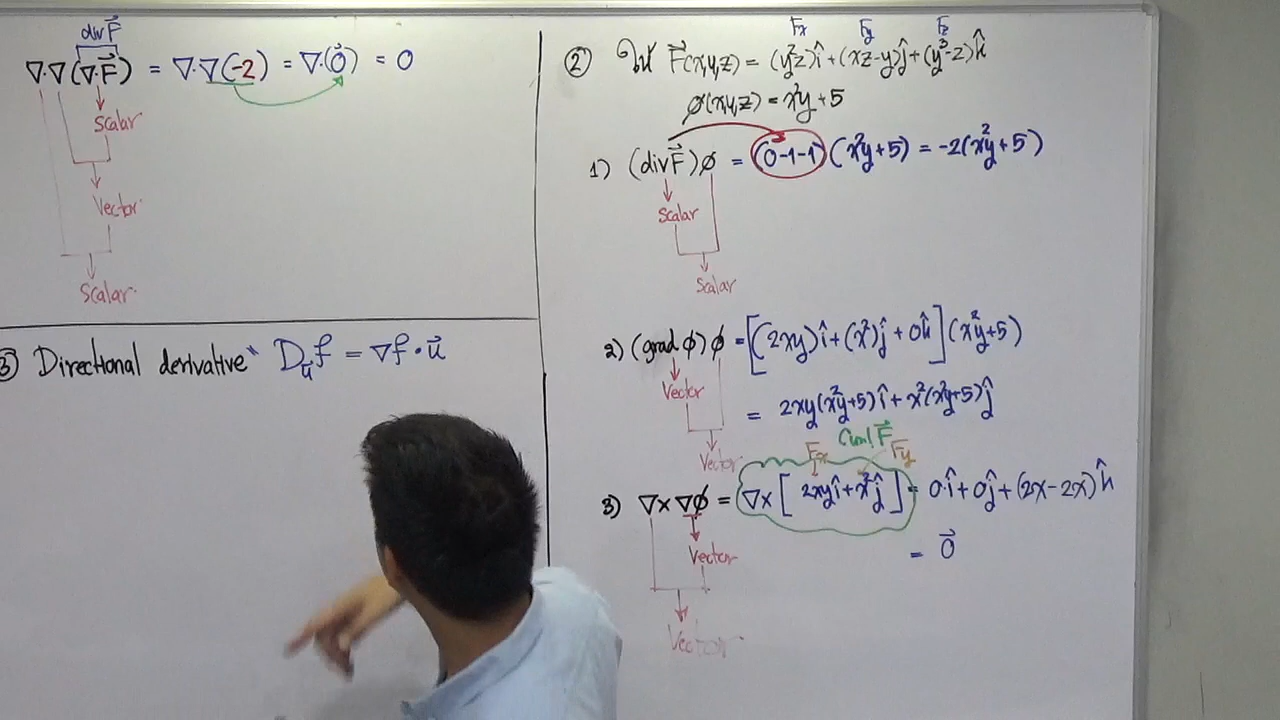 div F⃗
∇·∇(∇·F⃗) = ∇·∇(-2) = ∇·(0⃗) = 0
Scalar
Vector
Scalar
③ Directional derivative * D_u⃗ f = ∇f · u⃗
Fx Fy Fz
② ให้ F⃗(x,y,z) = (y²z)î + (xz-y)ĵ + (y³-z)k̂
φ(x,y,z) = x²y + 5
1) (div F⃗)φ = (0-1-1)(x²y+5) = -2(x²y+5)
Scalar
Scalar
2) (grad φ)φ = [(2xy)î + (x²)ĵ + 0k̂](x²y+5)
Vector
= 2xy(x²y+5)î + x²(x²y+5)ĵ
Vector
Curl F⃗
Fx Fy
3) ∇×∇φ = ∇×[2xyî + x²ĵ] = 0·î + 0ĵ + (2x-2x)k̂
Vector
= 0⃗
Vector